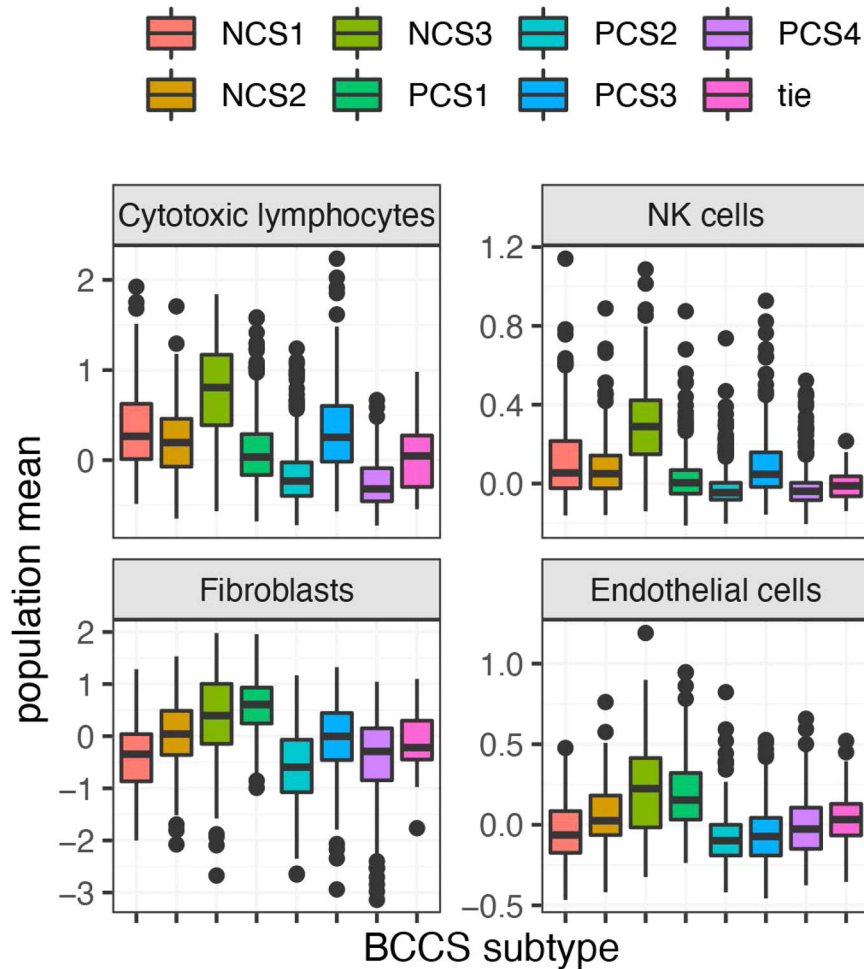 NCS1 NCS3 PCS2 PCS4
NCS2 PCS1 PCS3 tie
Cytotoxic lymphocytes NK cells
2
1
0
1.2
0.8
0.4
0.0
population mean
Fibroblasts Endothelial cells
2
1
0
−1
−2
−3
1.0
0.5
0.0
−0.5
BCCS subtype